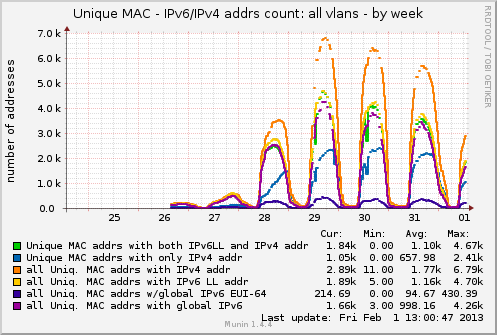 Unique MAC - IPv6/IPv4 addrs count: all vlans - by week
RRDTOOL / TOBI OETIKER
number of addresses
7.0 k
6.0 k
5.0 k
4.0 k
3.0 k
2.0 k
1.0 k
0.0
25 26 27 28 29 30 31 01
Cur: Min: Avg: Max:
Unique MAC addrs with both IPv6LL and IPv4 addr 1.84k 0.00 1.10k 4.67k
Unique MAC addrs with only IPv4 addr 1.05k 0.00 657.98 2.41k
all Uniq. MAC addrs with IPv4 addr 2.89k 11.00 1.77k 6.79k
all Uniq. MAC addrs with IPv6 LL addr 1.89k 5.00 1.16k 4.70k
all Uniq. MAC addrs w/global IPv6 EUI-64 214.69 0.00 94.67 430.39
all Uniq. MAC addrs with global IPv6 1.66k 3.00 998.16 4.26k
Last update: Fri Feb 1 13:00:47 2013
Munin 1.4.4